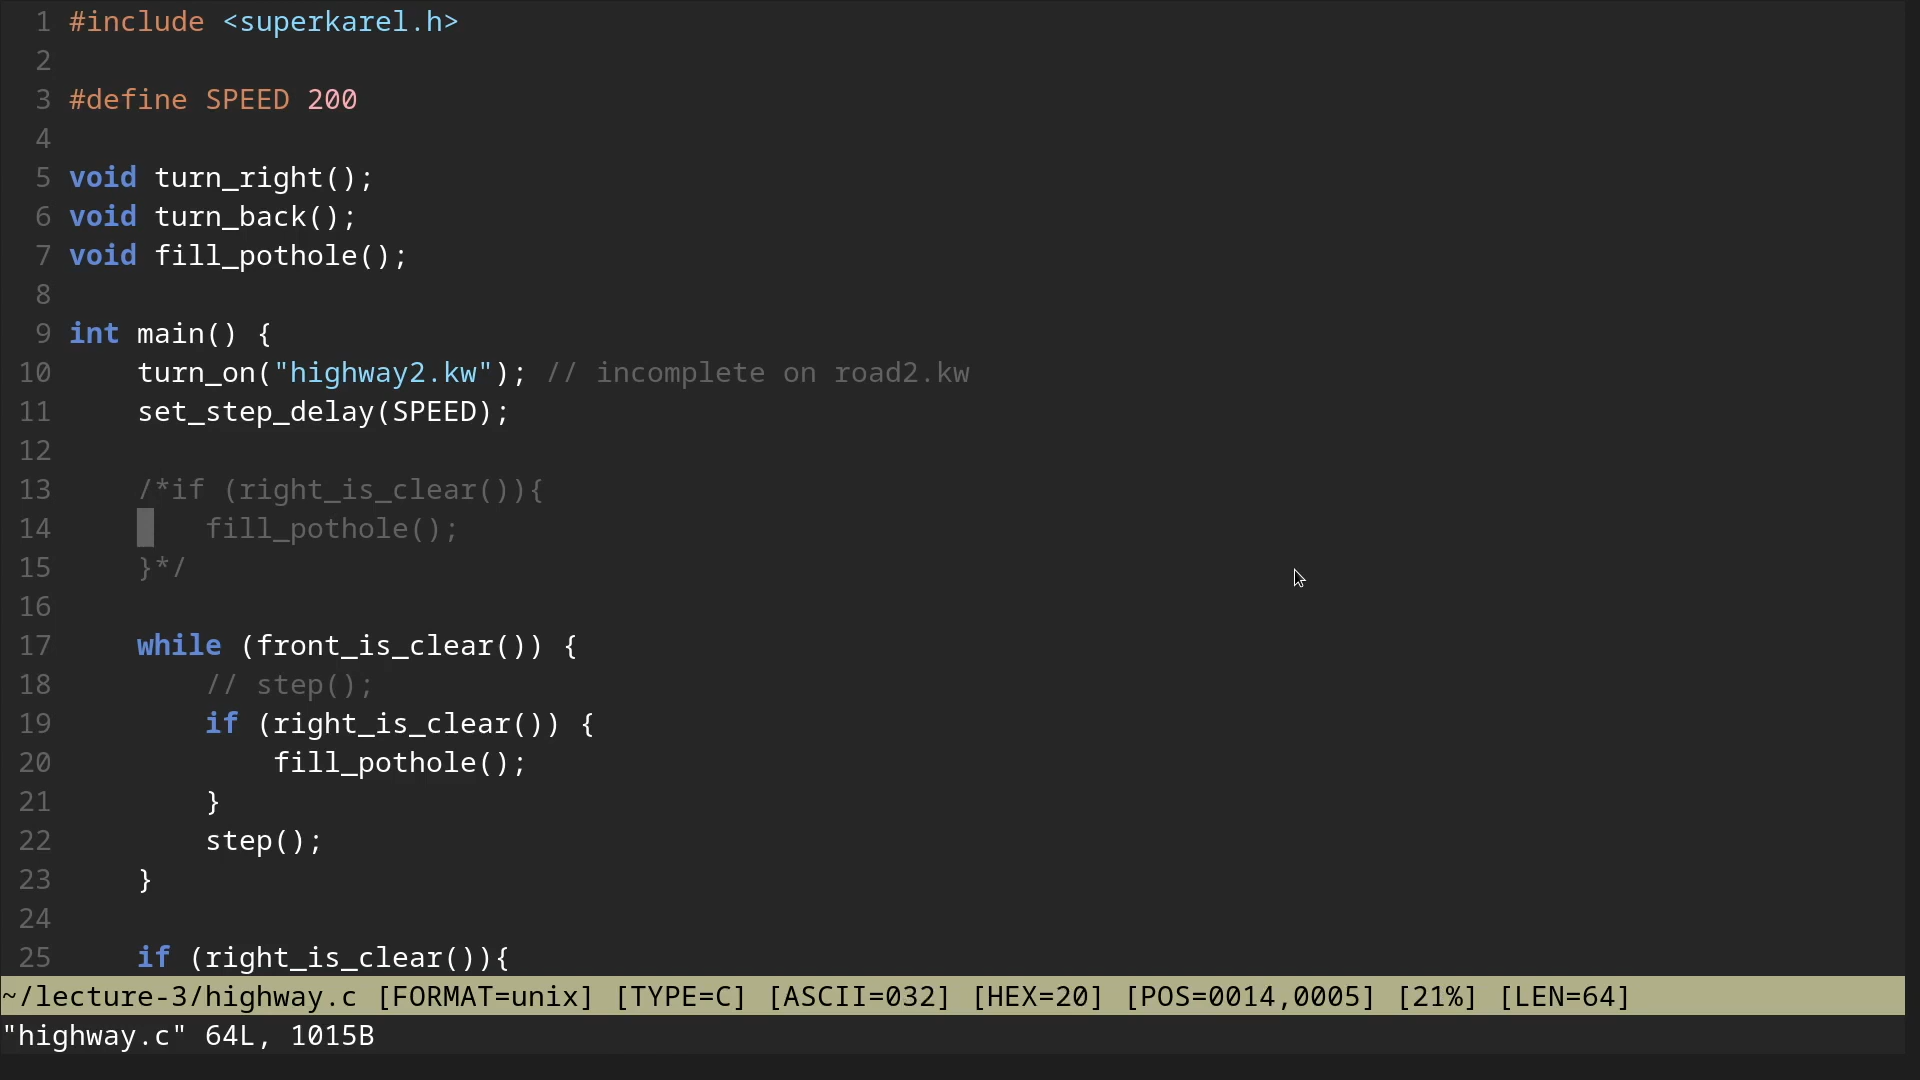 1 #include <superkarel.h>
2
3 #define SPEED 200
4
5 void turn_right();
6 void turn_back();
7 void fill_pothole();
8
9 int main() {
10     turn_on("highway2.kw"); // incomplete on road2.kw
11     set_step_delay(SPEED);
12
13     /*if (right_is_clear()){
14         fill_pothole();
15     }*/
16
17     while (front_is_clear()) {
18         // step();
19         if (right_is_clear()) {
20             fill_pothole();
21         }
22         step();
23     }
24
25     if (right_is_clear()){
~/lecture-3/highway.c [FORMAT=unix] [TYPE=C] [ASCII=032] [HEX=20] [POS=0014,0005] [21%] [LEN=64]
"highway.c" 64L, 1015B